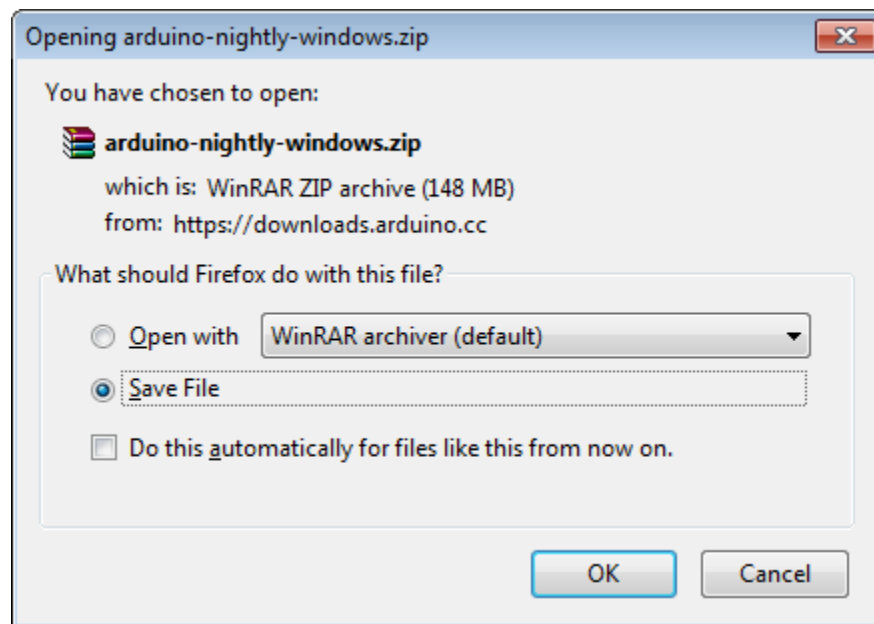 Opening arduino-nightly-windows.zip
You have chosen to open:
arduino-nightly-windows.zip
which is: WinRAR ZIP archive (148 MB)
from: https://downloads.arduino.cc
What should Firefox do with this file?
Open with WinRAR archiver (default)
Save File
Do this automatically for files like this from now on.
OK Cancel